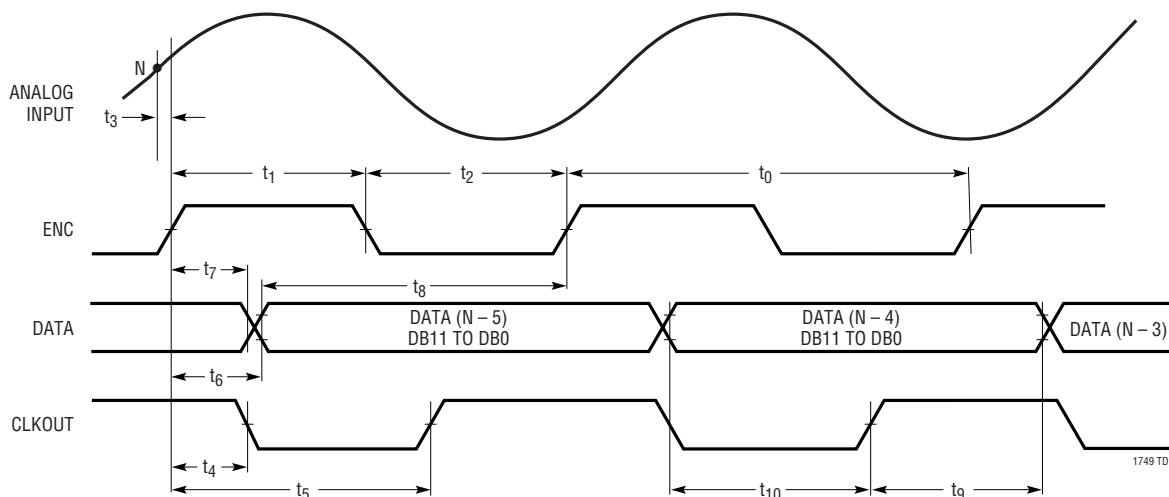 N
ANALOG
INPUT
t3
t1
t2
t0
ENC
t7
t8
DATA
DATA (N – 5)
DB11 TO DB0
DATA (N – 4)
DB11 TO DB0
DATA (N – 3)
t6
CLKOUT
t4
t5
t10
t9
1749 TD